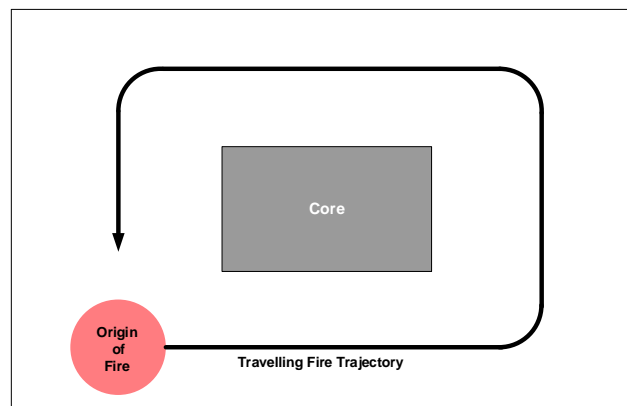 Core
Origin
of
Fire
Travelling Fire Trajectory